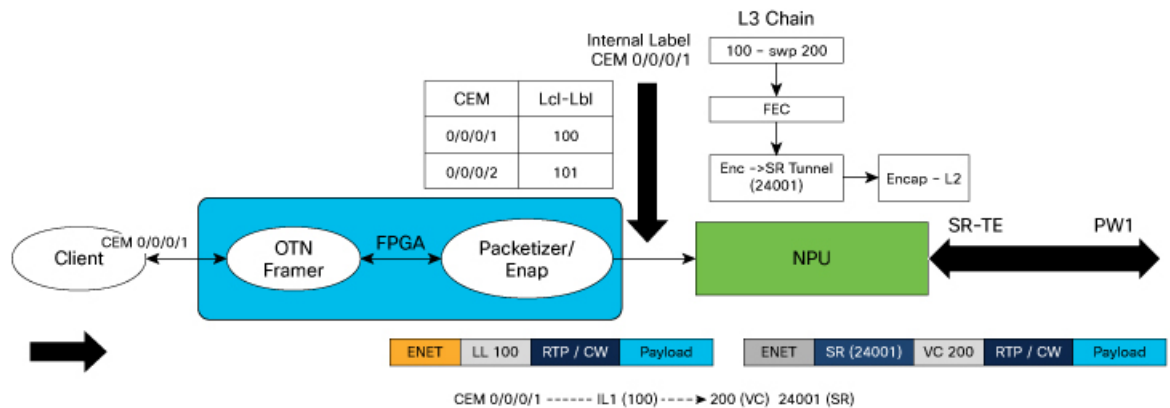 L3 Chain
Internal Label
CEM 0/0/0/1
100 - swp 200
CEM Lcl-Lbl
0/0/0/1 100
0/0/0/2 101
FEC
Enc ->SR Tunnel
(24001)
Encap - L2
Client
CEM 0/0/0/1
OTN
Framer
FPGA
Packetizer/
Enap
NPU
SR-TE
PW1
ENET LL 100 RTP / CW Payload
ENET SR (24001) VC 200 RTP / CW Payload
CEM 0/0/0/1 ------ IL1 (100)----► 200 (VC) 24001 (SR)